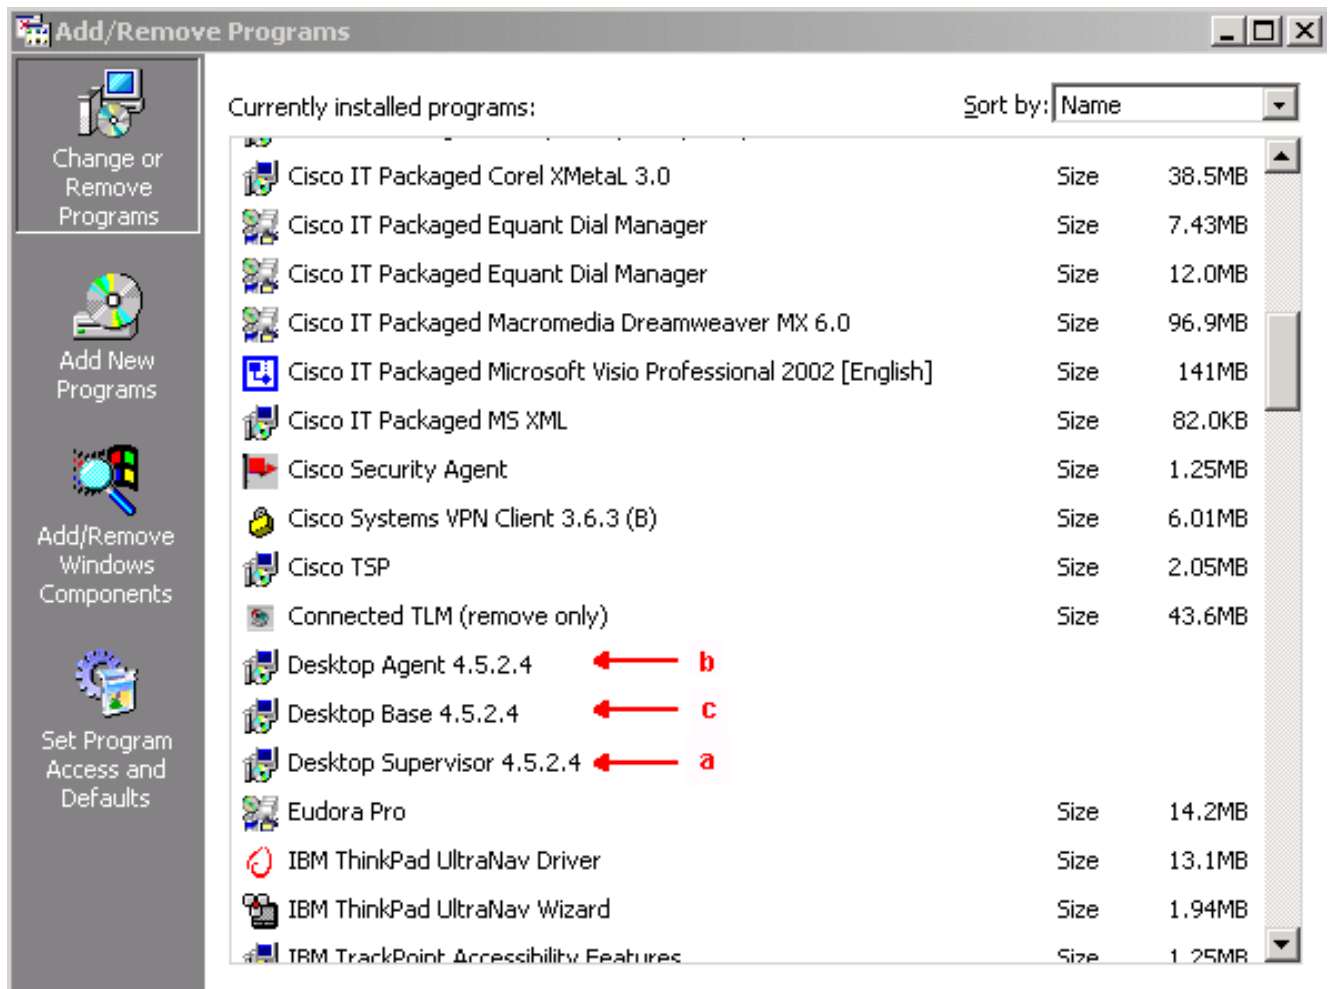 Add/Remove Programs
Change or
Remove
Programs
Add New
Programs
Add/Remove
Windows
Components
Set Program
Access and
Defaults
Currently installed programs:
Sort by: Name
Cisco IT Packaged Corel XMetaL 3.0 Size 38.5MB
Cisco IT Packaged Equant Dial Manager Size 7.43MB
Cisco IT Packaged Equant Dial Manager Size 12.0MB
Cisco IT Packaged Macromedia Dreamweaver MX 6.0 Size 96.9MB
Cisco IT Packaged Microsoft Visio Professional 2002 [English] Size 141MB
Cisco IT Packaged MS XML Size 82.0KB
Cisco Security Agent Size 1.25MB
Cisco Systems VPN Client 3.6.3 (B) Size 6.01MB
Cisco TSP Size 2.05MB
Connected TLM (remove only) Size 43.6MB
Desktop Agent 4.5.2.4 b
Desktop Base 4.5.2.4 c
Desktop Supervisor 4.5.2.4 a
Eudora Pro Size 14.2MB
IBM ThinkPad UltraNav Driver Size 13.1MB
IBM ThinkPad UltraNav Wizard Size 1.94MB
IBM TrackPoint Accessibility Features Size 1.25MB